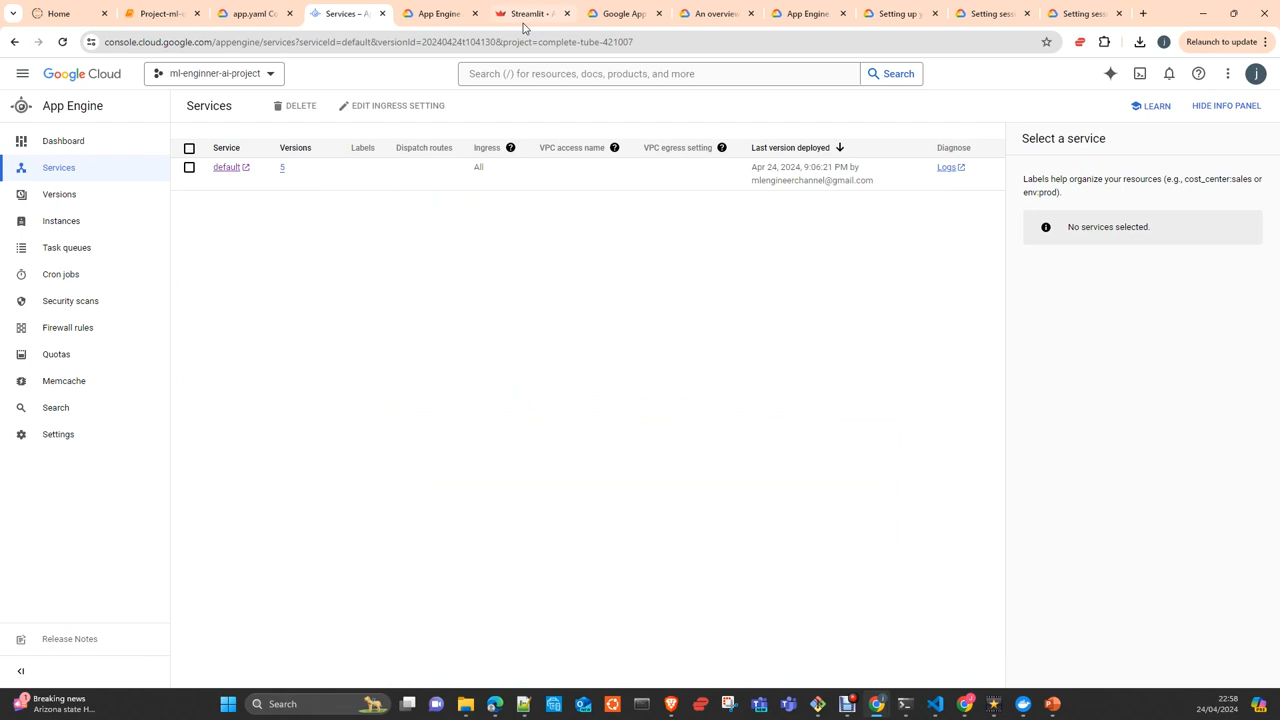 Home
Project-ml-e
app.yaml Co
Services – A
App Engine
Streamlit • A
Google App
An overview
App Engine
Setting up y
Setting sess
Setting sess
console.cloud.google.com/appengine/services?serviceId=default&versionId=20240424t104130&project=complete-tube-421007
Relaunch to update
Google Cloud
ml-enginner-ai-project
Search (/) for resources, docs, products, and more
Search
App Engine
Services
DELETE
EDIT INGRESS SETTING
LEARN
HIDE INFO PANEL
Dashboard
Services
Versions
Instances
Task queues
Cron jobs
Security scans
Firewall rules
Quotas
Memcache
Search
Settings
Release Notes
Service Versions Labels Dispatch routes Ingress VPC access name VPC egress setting Last version deployed Diagnose
default 5 All Apr 24, 2024, 9:06:21 PM by Logs
mlengineerchannel@gmail.com
Select a service
Labels help organize your resources (e.g., cost_center:sales or
env:prod).
No services selected.
Breaking news
Arizona state H...
Search
22:58
24/04/2024